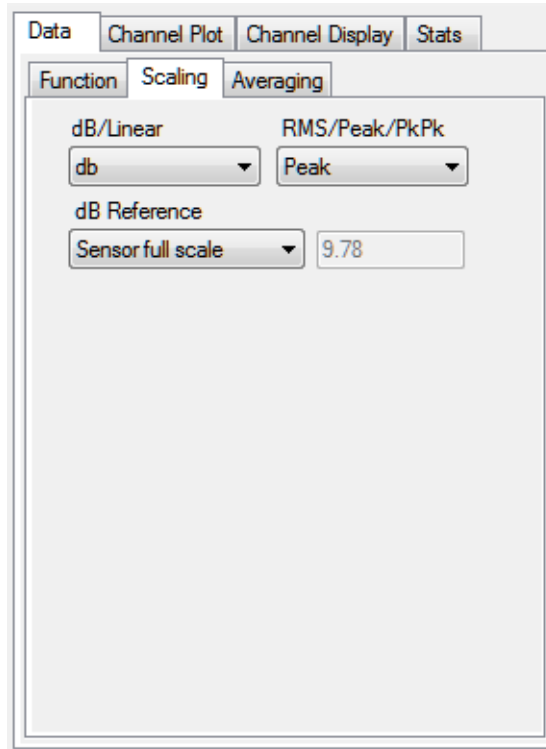 Data Channel Plot Channel Display Stats
Function Scaling Averaging
dB/Linear RMS/Peak/PkPk
db Peak
dB Reference
Sensor full scale 9.78